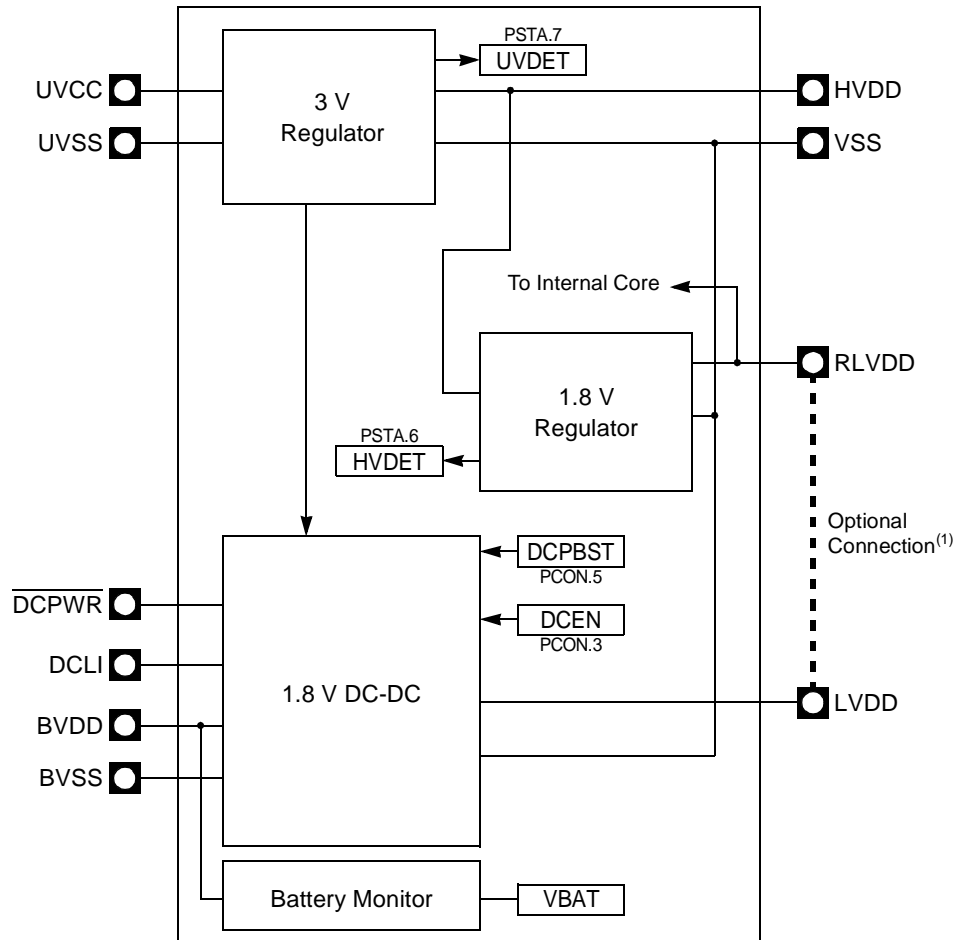 PSTA.7
UVDET
UVCC
3 V
Regulator
HVDD
UVSS
VSS
To Internal Core
RLVDD
1.8 V
Regulator
PSTA.6
HVDET
Optional
Connection(1)
DCPBST
PCON.5
DCPWR
DCEN
PCON.3
DCLI
1.8 V DC-DC
LVDD
BVDD
BVSS
Battery Monitor
VBAT